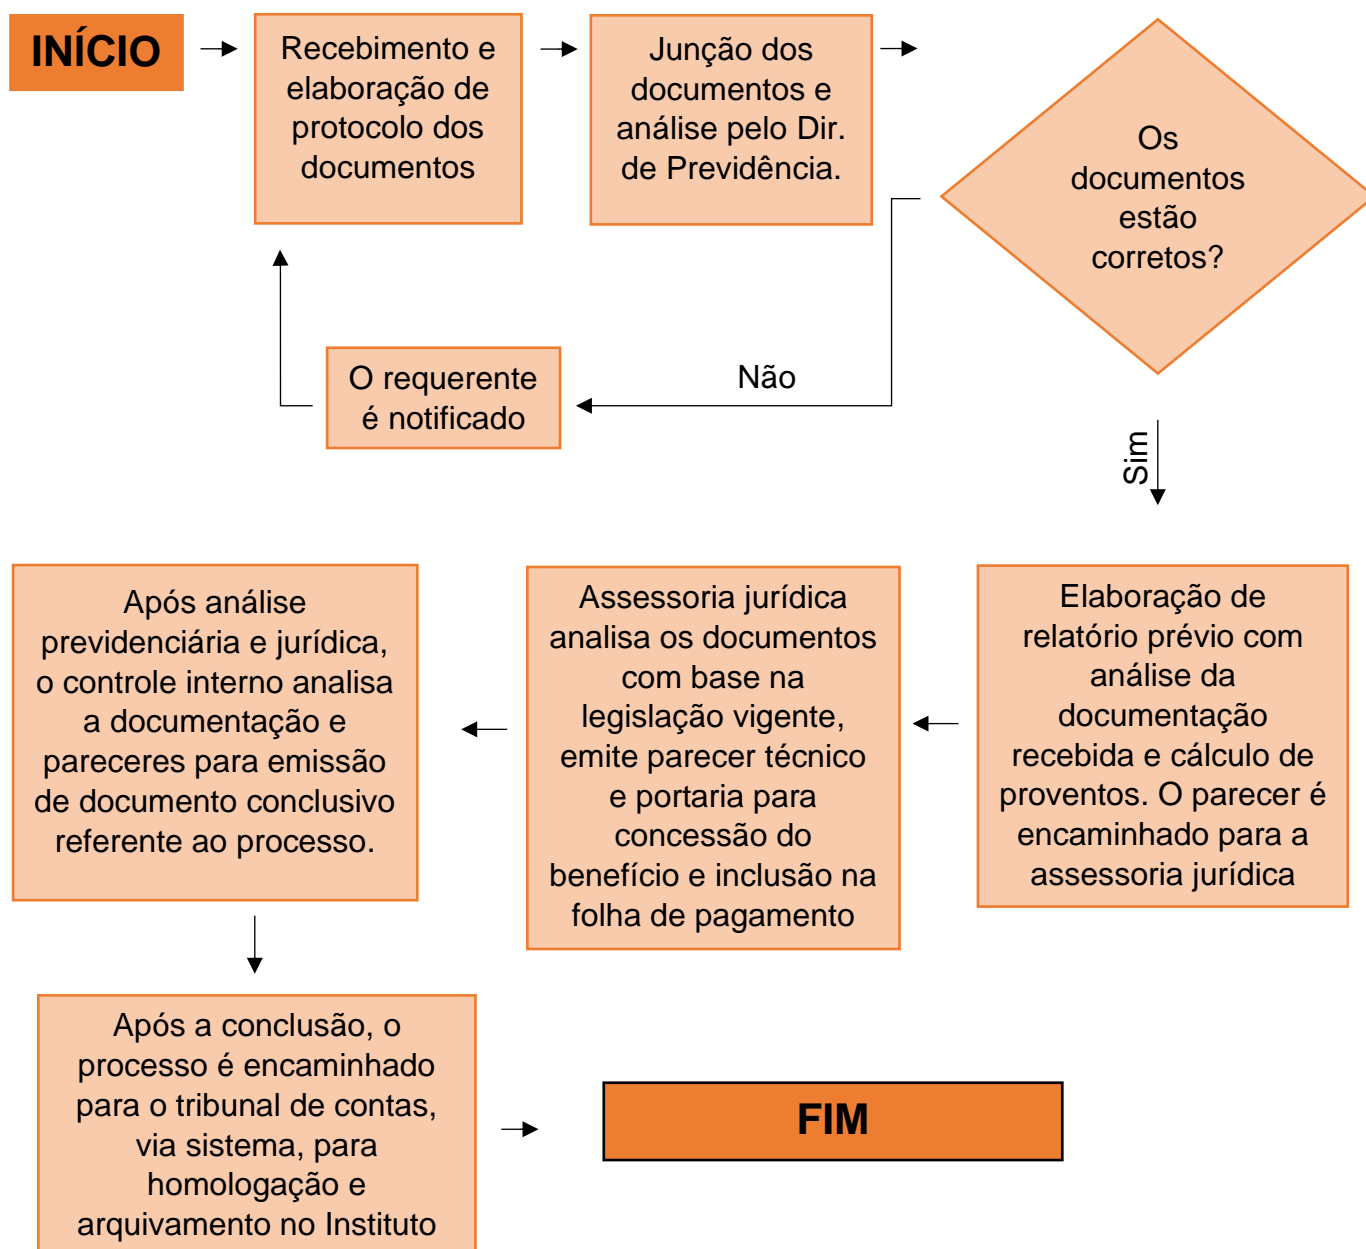 INÍCIO
Recebimento e
elaboração de
protocolo dos
documentos
Junção dos
documentos e
análise pelo Dir.
de Previdência.
Os
documentos
estão
corretos?
Não
O requerente
é notificado
Sim
Elaboração de
relatório prévio com
análise da
documentação
recebida e cálculo de
proventos. O parecer é
encaminhado para a
assessoria jurídica
Assessoria jurídica
analisa os documentos
com base na
legislação vigente,
emite parecer técnico
e portaria para
concessão do
benefício e inclusão na
folha de pagamento
Após análise
previdenciária e jurídica,
o controle interno analisa
a documentação e
pareceres para emissão
de documento conclusivo
referente ao processo.
Após a conclusão, o
processo é encaminhado
para o tribunal de contas,
via sistema, para
homologação e
arquivamento no Instituto
FIM